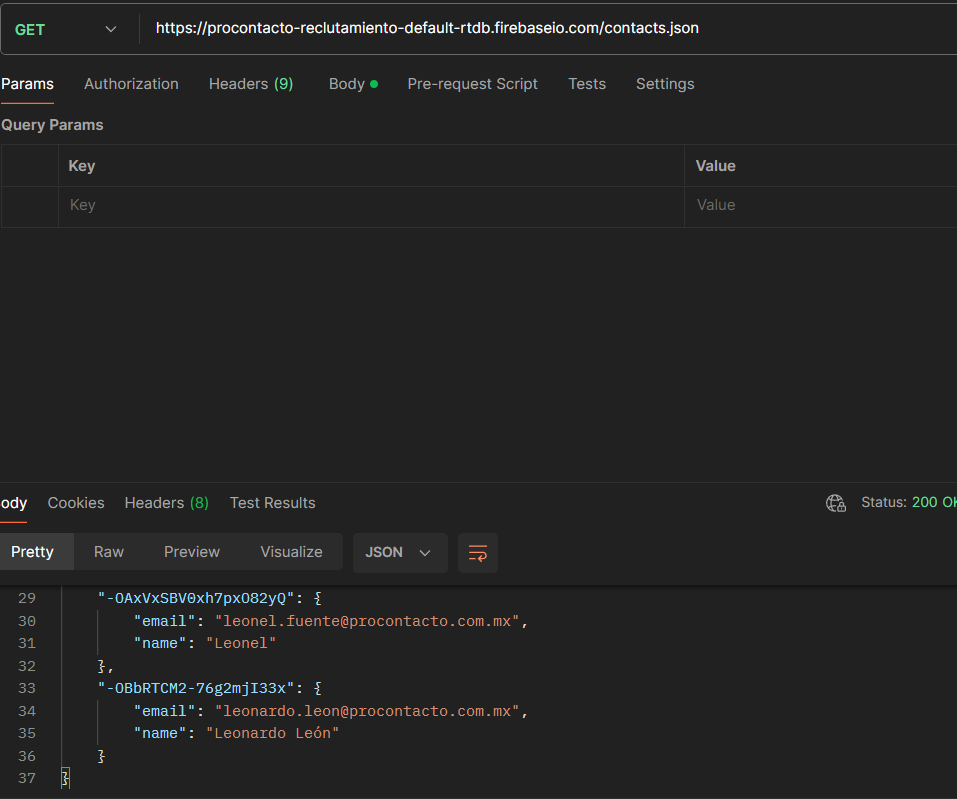 GET https://procontacto-reclutamiento-default-rtdb.firebaseio.com/contacts.json
Params Authorization Headers (9) Body Pre-request Script Tests Settings
Query Params
Key Value
Key Value
ody Cookies Headers (8) Test Results Status: 200 OK
Pretty Raw Preview Visualize JSON
29 "-OAxVxSBV0xh7pxO82yQ": {
30 "email": "leonel.fuente@procontacto.com.mx",
31 "name": "Leonel"
32 },
33 "-OBbRTCM2-76g2mjI33x": {
34 "email": "leonardo.leon@procontacto.com.mx",
35 "name": "Leonardo León"
36 }
37 }